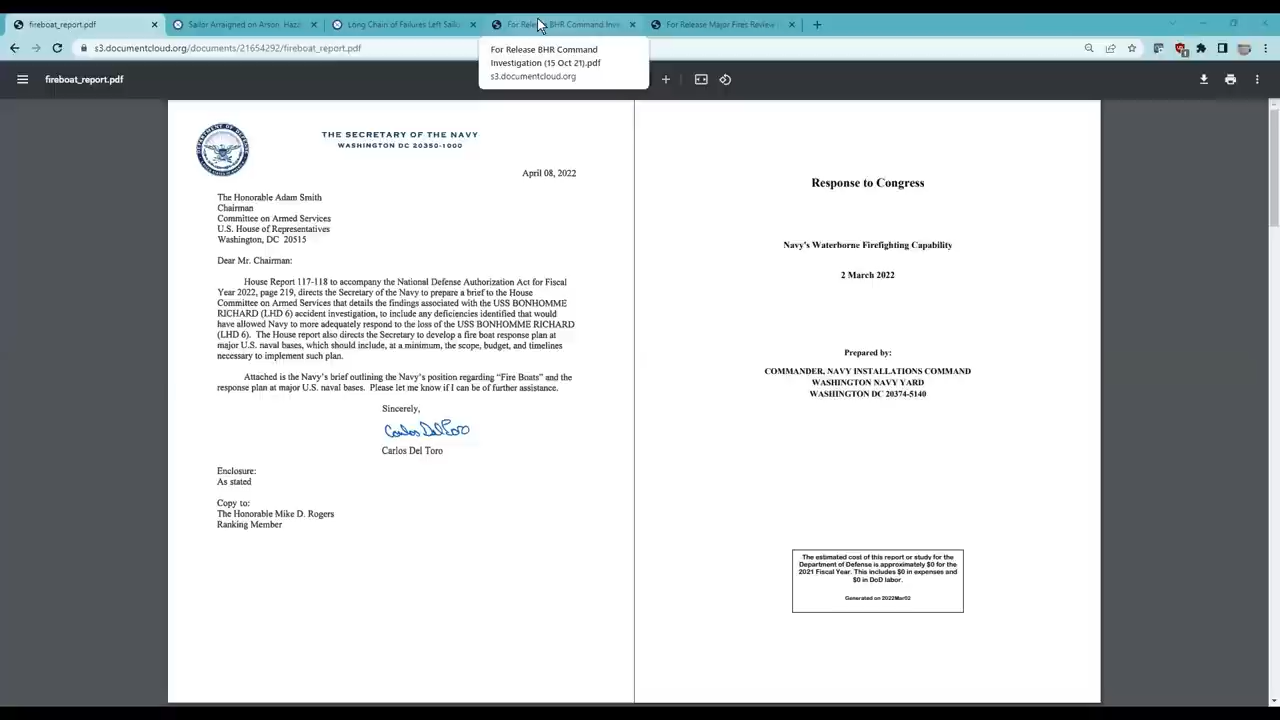 fireboat_report.pdf
Sailor Arraigned on Arson, Haza
Long Chain of Failures Left Sailo
For Release BHR Command Inve
For Release Major Fires Review
s3.documentcloud.org/documents/21654292/fireboat_report.pdf
For Release BHR Command
Investigation (15 Oct 21).pdf
s3.documentcloud.org
fireboat_report.pdf
THE SECRETARY OF THE NAVY
WASHINGTON DC 20350-1000
April 08, 2022
The Honorable Adam Smith
Chairman
Committee on Armed Services
U.S. House of Representatives
Washington, DC 20515
Dear Mr. Chairman:
House Report 117-118 to accompany the National Defense Authorization Act for Fiscal
Year 2022, page 219, directs the Secretary of the Navy to prepare a brief to the House
Committee on Armed Services that details the findings associated with the USS BONHOMME
RICHARD (LHD 6) accident investigation, to include any deficiencies identified that would
have allowed Navy to more adequately respond to the loss of the USS BONHOMME RICHARD
(LHD 6). The House report also directs the Secretary to develop a fire boat response plan at
major U.S. naval bases, which should include, at a minimum, the scope, budget, and timelines
necessary to implement such plan.
Attached is the Navy's brief outlining the Navy's position regarding "Fire Boats" and the
response plan at major U.S. naval bases. Please let me know if I can be of further assistance.
Sincerely,
Carlos Del Toro
Carlos Del Toro
Enclosure:
As stated
Copy to:
The Honorable Mike D. Rogers
Ranking Member
Response to Congress
Navy's Waterborne Firefighting Capability
2 March 2022
Prepared by:
COMMANDER, NAVY INSTALLATIONS COMMAND
WASHINGTON NAVY YARD
WASHINGTON DC 20374-5140
The estimated cost of this report or study for the
Department of Defense is approximately $0 for the
2021 Fiscal Year. This includes $0 in expenses and
$0 in DoD labor.
Generated on 2022Mar02